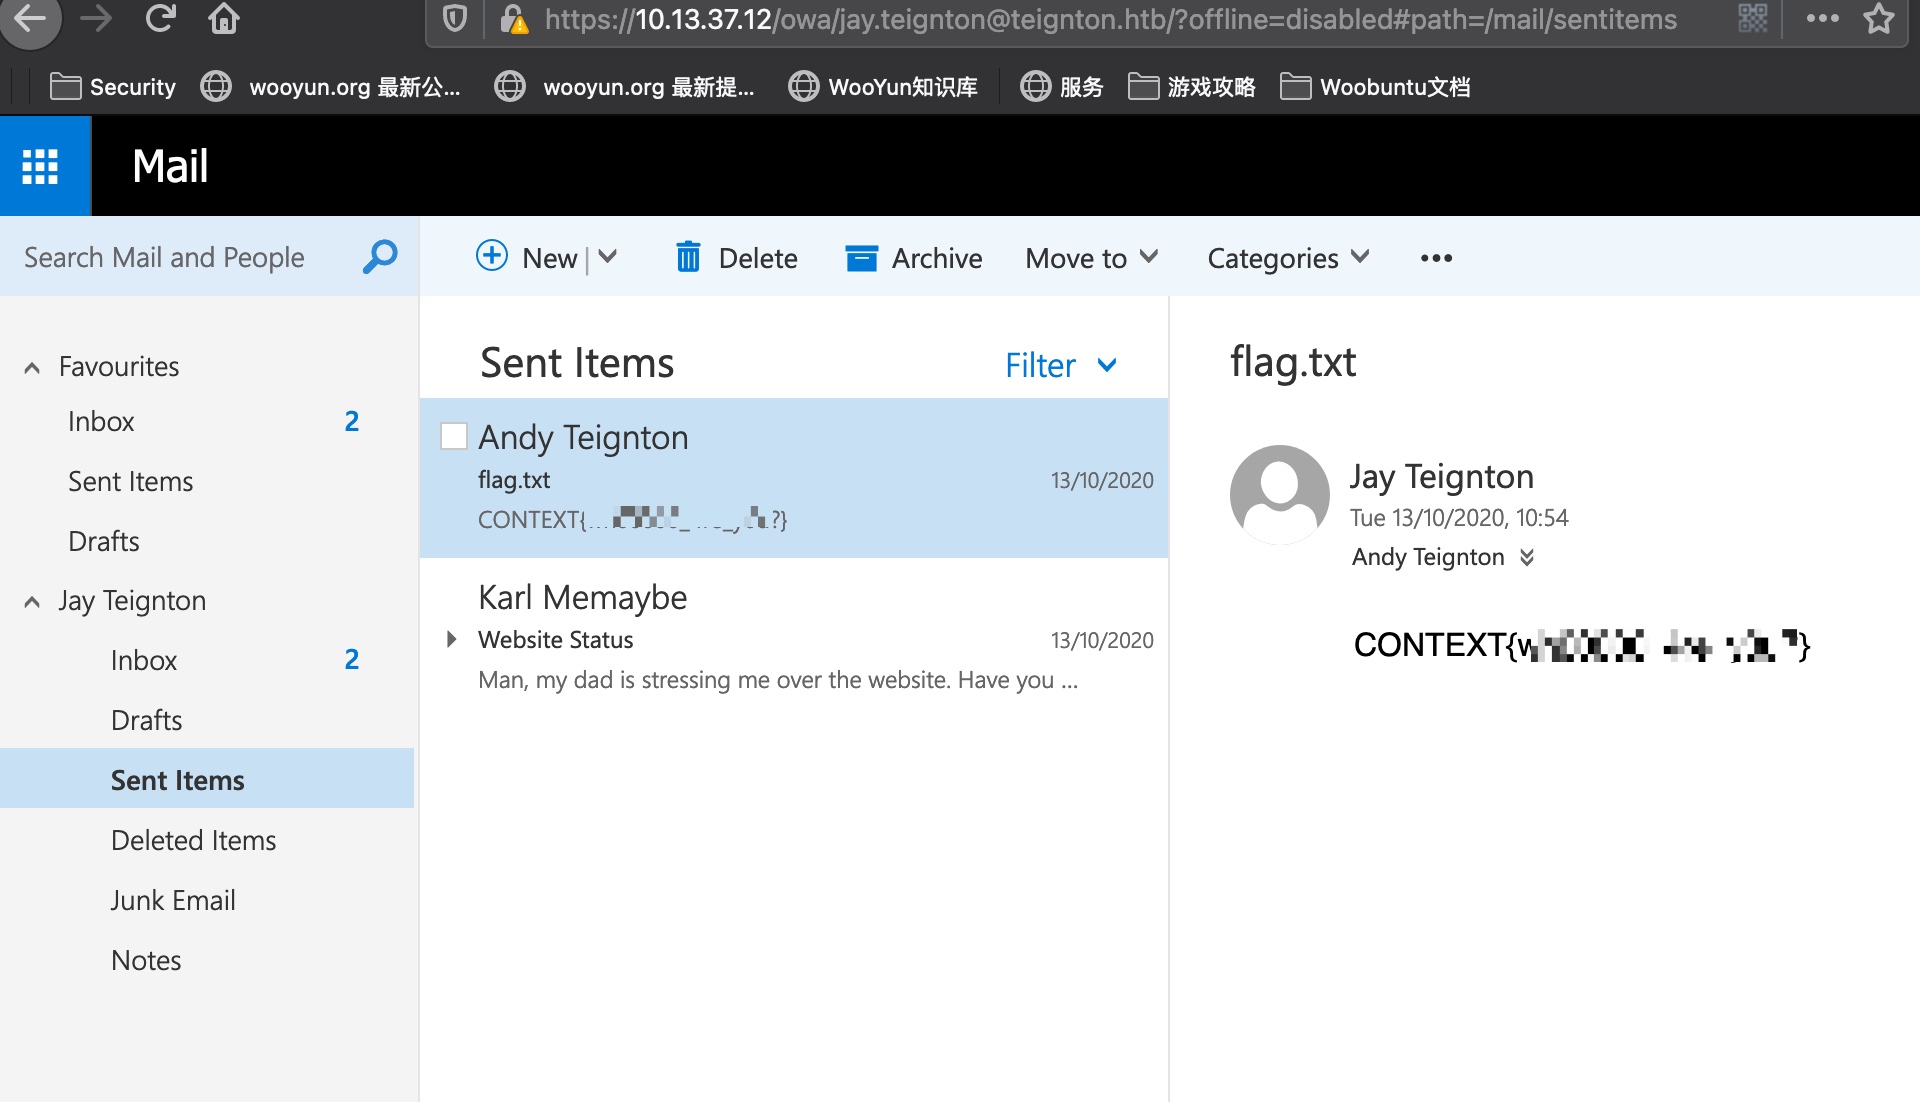 https://10.13.37.12/owa/jay.teignton@teignton.htb/?offline=disabled#path=/mail/sentitems
Security wooyun.org 最新公... wooyun.org 最新提... WooYun知识库 服务 游戏攻略 Woobuntu文档
Mail
Search Mail and People
New Delete Archive Move to Categories
Favourites
Inbox 2
Sent Items
Drafts
Jay Teignton
Inbox 2
Drafts
Sent Items
Deleted Items
Junk Email
Notes
Sent Items Filter
Andy Teignton
flag.txt 13/10/2020
CONTEXT{ ?}
Karl Memaybe
Website Status 13/10/2020
Man, my dad is stressing me over the website. Have you ...
flag.txt
Jay Teignton
Tue 13/10/2020, 10:54
Andy Teignton
CONTEXT{ }